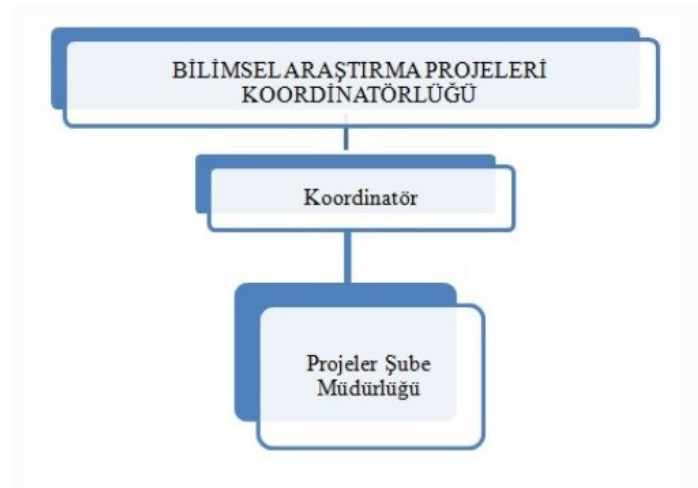 BİLİMSEL ARAŞTIRMA PROJELERİ
KOORDİNATÖRLÜĞÜ
Koordinatör
Projeler Şube
Müdürlüğü